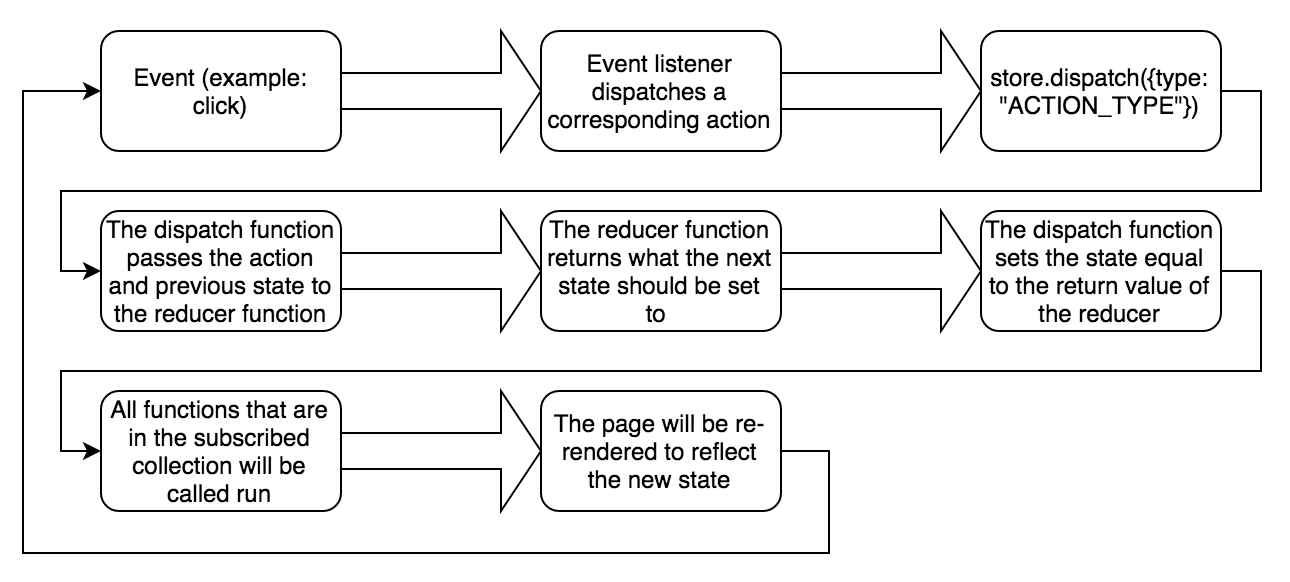 Event (example:
click)
Event listener
dispatches a
corresponding action
store.dispatch({type:
"ACTION_TYPE"})
The dispatch function
passes the action
and previous state to
the reducer function
The reducer function
returns what the next
state should be set
to
The dispatch function
sets the state equal
to the return value of
the reducer
All functions that are
in the subscribed
collection will be
called run
The page will be re-
rendered to reflect
the new state